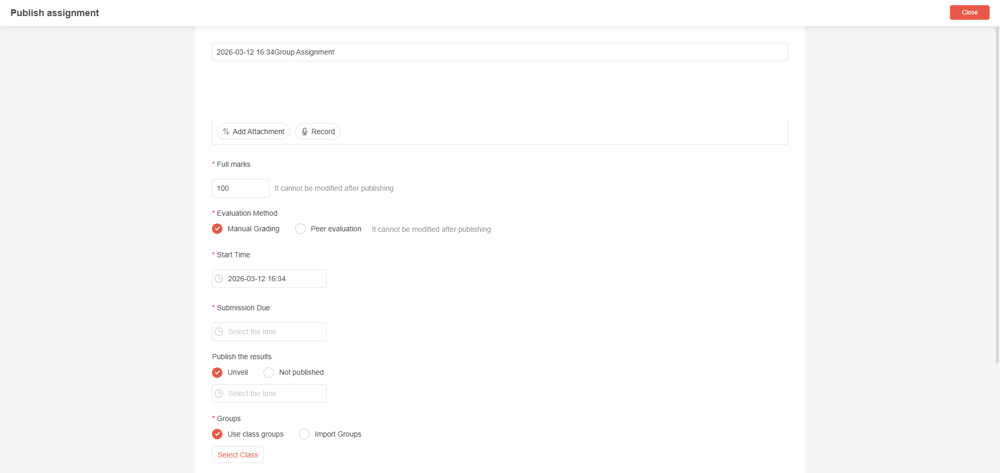 Publish assignment
Close
2026-03-12 16:34Group Assignment
Add Attachment
Record
* Full marks
100
It cannot be modified after publishing
* Evaluation Method
Manual Grading
Peer evaluation
It cannot be modified after publishing
* Start Time
2026-03-12 16:34
* Submission Due
Select the time
Publish the results
Unveil
Not published
Select the time
* Groups
Use class groups
Import Groups
Select Class